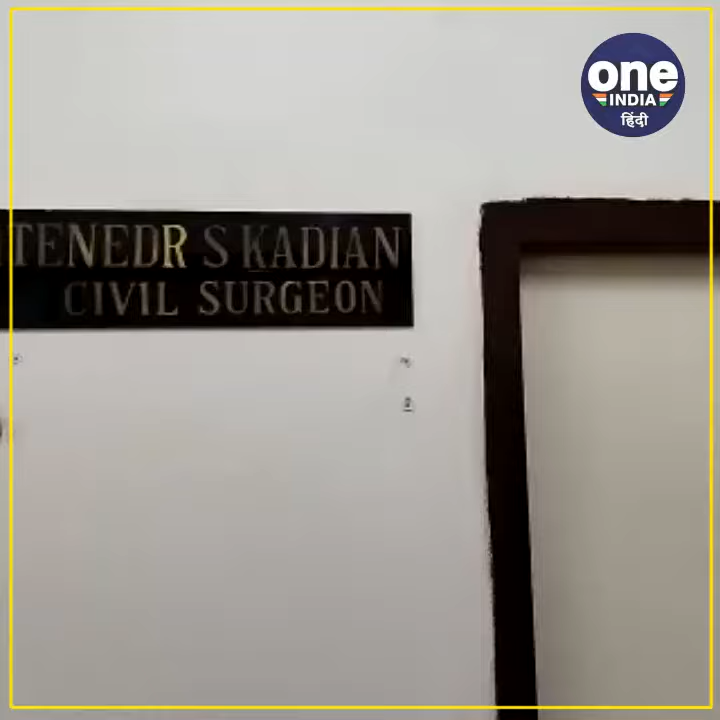 one
INDIA
हिंदी
TENEDR S KADIAN
CIVIL SURGEON